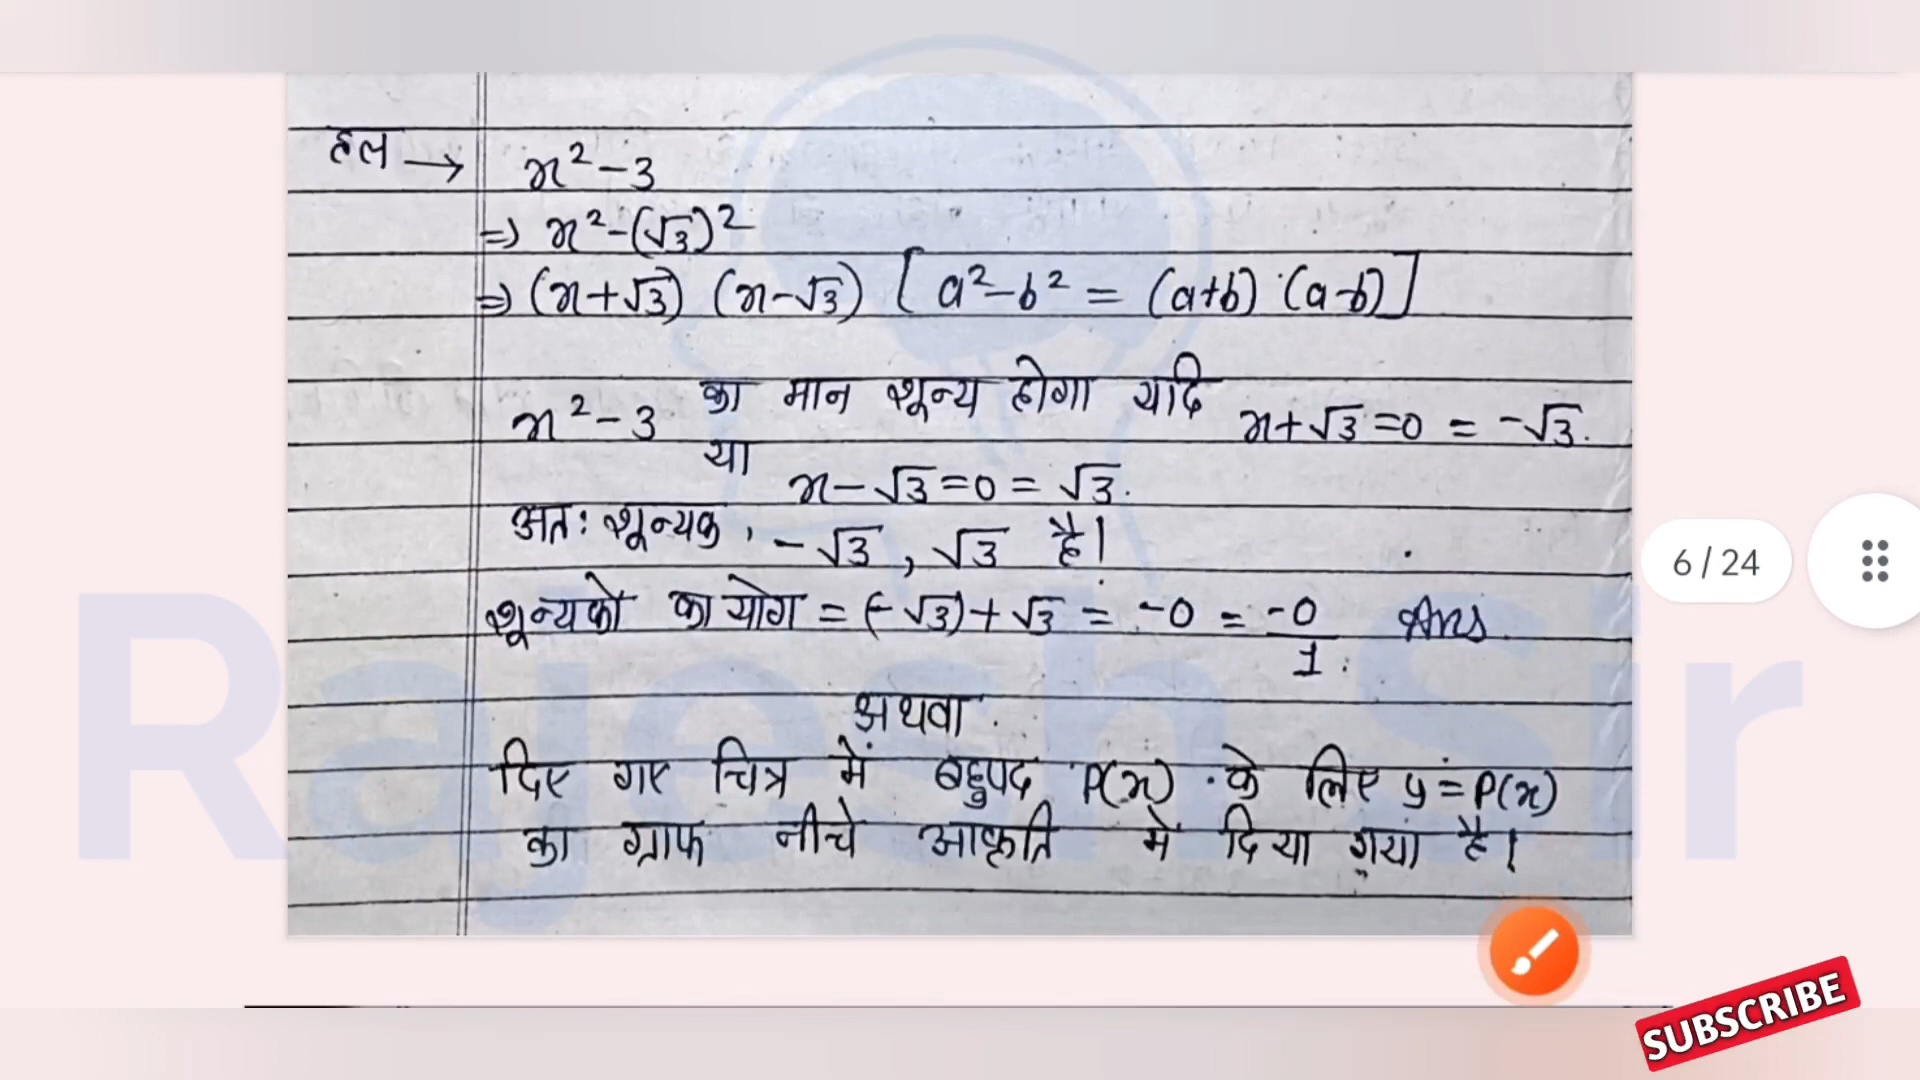 हल → x² - 3
⇒ x² - (√3)²
⇒ (x+√3) (x-√3) [ a² - b² = (a+b) (a-b) ]
x² - 3 का मान शून्य होगा यदि x+√3 = 0 = -√3.
या x - √3 = 0 = √3.
अतः शून्यक, -√3, √3 है।
शून्यको का योग = (-√3) + √3 = -0 = -0/1. Ans
अथवा.
दिए गए चित्र में बहुपद P(x) के लिए y = P(x)
का ग्राफ नीचे आकृति में दिया गया है।
6 / 24
Rajesh Sir
SUBSCRIBE